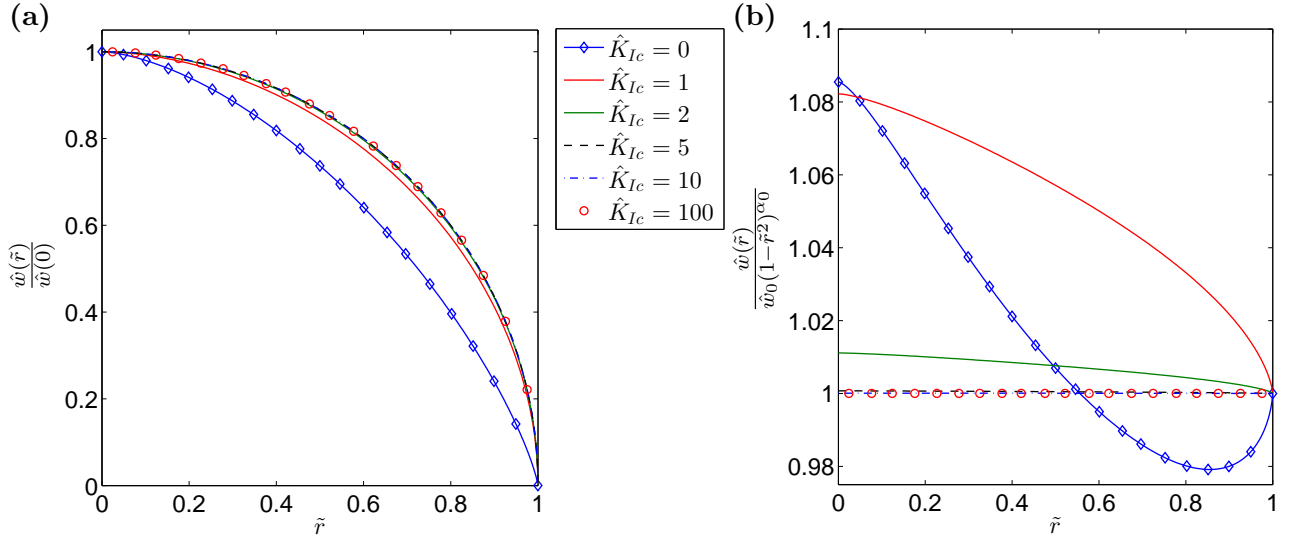 (a)
1
0.8
0.6
0.4
0.2
0
ŵ(r̃)
ŵ(0)
0 0.2 0.4 0.6 0.8 1
r̃
K̂_Ic = 0
K̂_Ic = 1
K̂_Ic = 2
K̂_Ic = 5
K̂_Ic = 10
K̂_Ic = 100
(b)
1.1
1.08
1.06
1.04
1.02
1
0.98
ŵ(r̃)
ŵ_0(1−r̃^2)^α_0
0 0.2 0.4 0.6 0.8 1
r̃